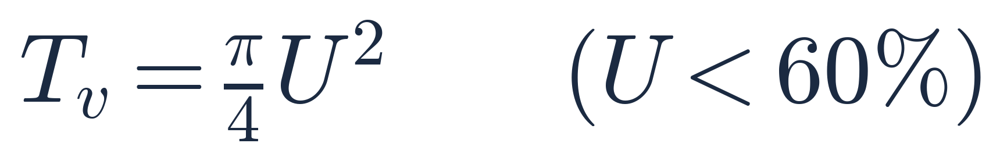 T_v = \frac{\pi}{4} U^2 (U < 60%)